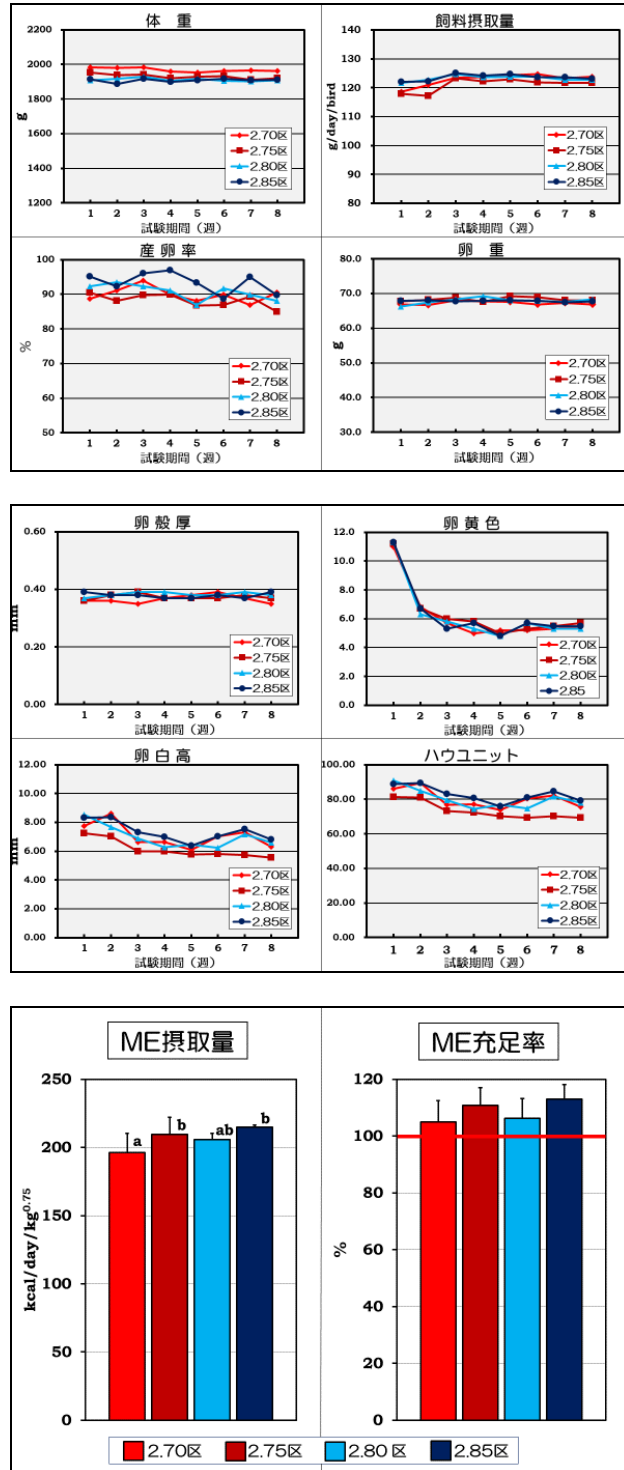 体 重
2200
2000
1800
1600
1400
1200
g
1 2 3 4 5 6 7 8
試験期間（週）
2.70区
2.75区
2.80区
2.85区
飼料摂取量
140
130
120
110
100
90
80
g/day/bird
1 2 3 4 5 6 7 8
試験期間（週）
2.70区
2.75区
2.80区
2.85区
産 卵 率
100
90
80
70
60
50
%
1 2 3 4 5 6 7 8
試験期間（週）
2.70区
2.75区
2.80区
2.85区
卵 重
80.0
70.0
60.0
50.0
40.0
30.0
g
1 2 3 4 5 6 7 8
試験期間（週）
2.70区
2.75区
2.80区
2.85区
卵 殻 厚
0.60
0.40
0.20
0.00
mm
1 2 3 4 5 6 7 8
試験期間（週）
2.70区
2.75区
2.80区
2.85区
卵 黄 色
12.0
10.0
8.0
6.0
4.0
2.0
0.0
1 2 3 4 5 6 7 8
試験期間（週）
2.70区
2.75区
2.80区
2.85
卵 白 高
12.00
10.00
8.00
6.00
4.00
2.00
0.00
mm
1 2 3 4 5 6 7 8
試験期間（週）
2.70区
2.75区
2.80区
2.85区
ハウユニット
100.00
80.00
60.00
40.00
20.00
0.00
1 2 3 4 5 6 7 8
試験期間（週）
2.70区
2.75区
2.80区
2.85区
ME摂取量
250
200
150
200
50
0
kcal/day/kg0.75
a
b
ab
b
ME充足率
120
100
80
60
40
20
0
%
2.70区 2.75区 2.80 区 2.85区